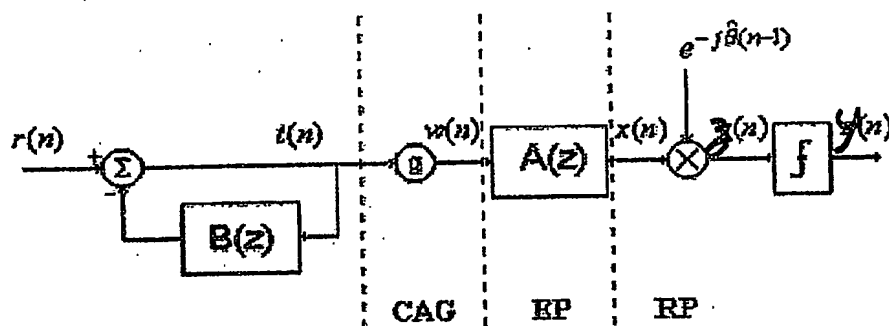 e^{-jθ̂(n-1)}
r(n)
+
Σ
-
t(n)
w(n)
A(z)
x(n)
×
(n)
(n)
B(z)
CAG
EP
RP